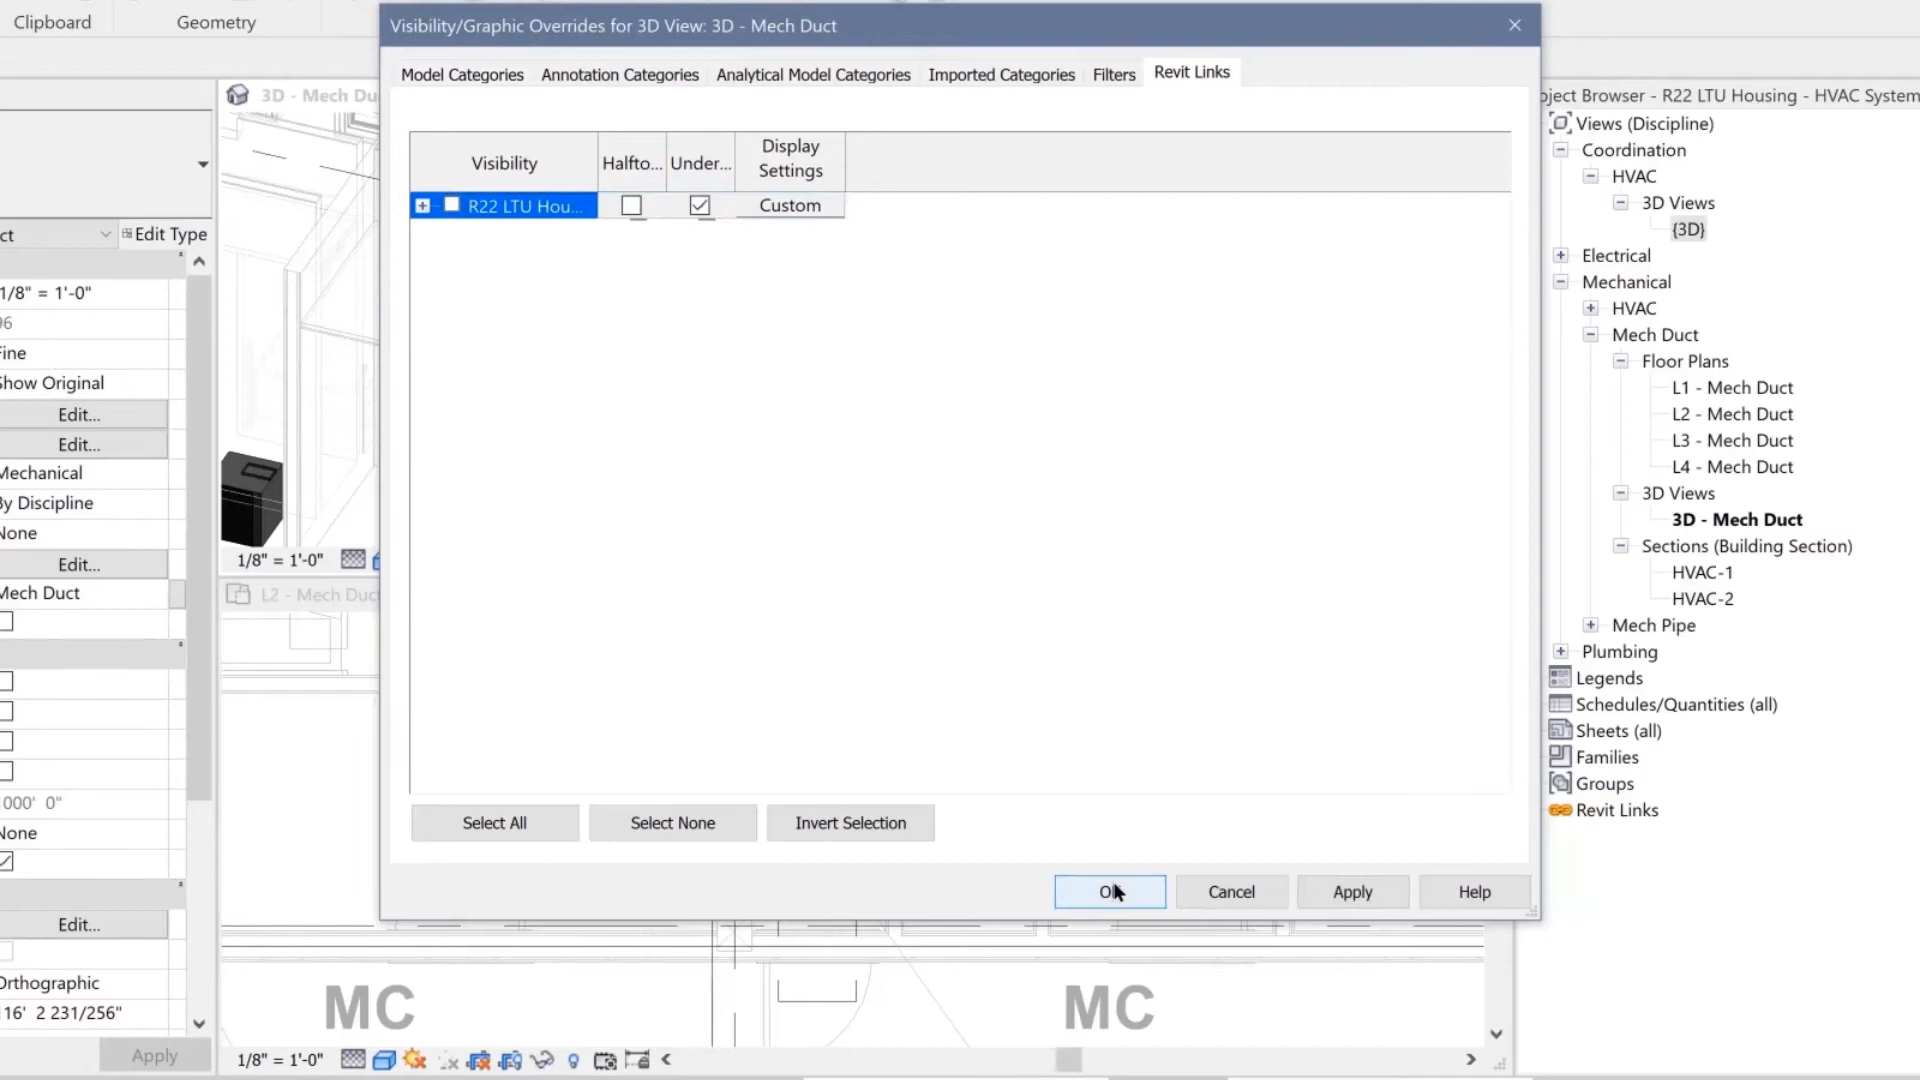 Clipboard
Geometry
Visibility/Graphic Overrides for 3D View: 3D - Mech Duct
Model Categories
Annotation Categories
Analytical Model Categories
Imported Categories
Filters
Revit Links
Visibility
Halfto...
Under...
Display
Settings
R22 LTU Hou...
Custom
Select All
Select None
Invert Selection
Cancel
Apply
Help
3D - Mech Du
Edit Type
1/8" = 1'-0"
96
Fine
Show Original
Edit...
Edit...
Mechanical
By Discipline
None
Edit...
Mech Duct
000' 0"
None
Edit...
Orthographic
16' 2 231/256"
Apply
1/8" = 1'-0"
L2 - Mech Duc
MC
MC
1/8" = 1'-0"
oject Browser - R22 LTU Housing - HVAC System
Views (Discipline)
Coordination
HVAC
3D Views
{3D}
Electrical
Mechanical
HVAC
Mech Duct
Floor Plans
L1 - Mech Duct
L2 - Mech Duct
L3 - Mech Duct
L4 - Mech Duct
3D Views
3D - Mech Duct
Sections (Building Section)
HVAC-1
HVAC-2
Mech Pipe
Plumbing
Legends
Schedules/Quantities (all)
Sheets (all)
Families
Groups
Revit Links